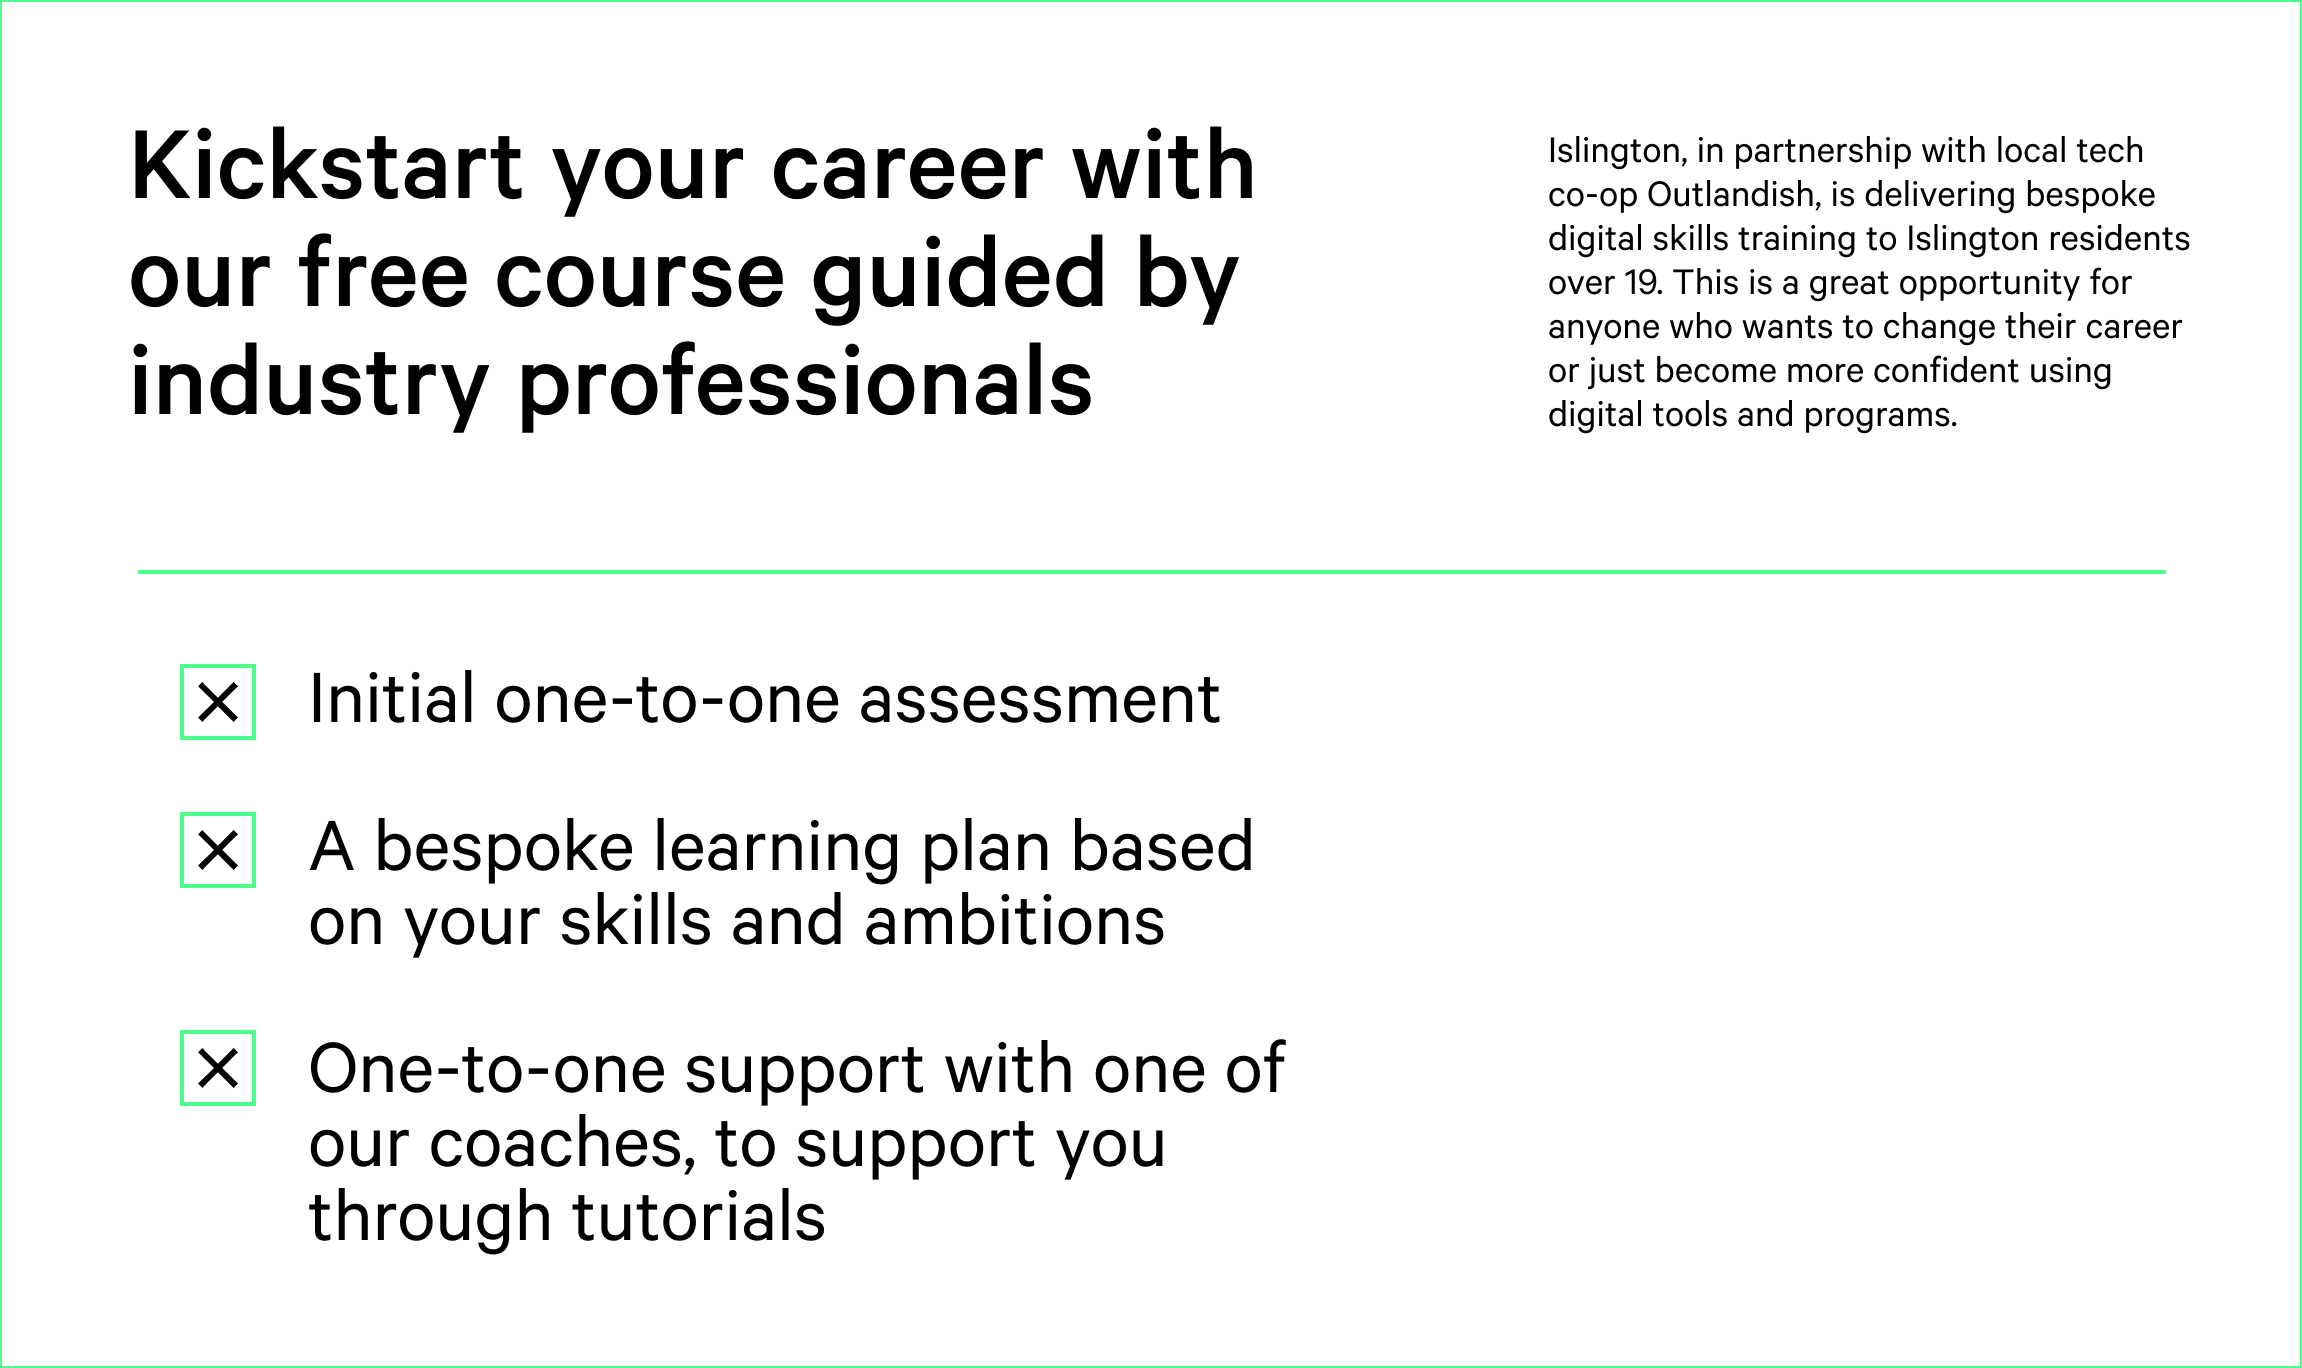 Kickstart your career with
our free course guided by
industry professionals
Islington, in partnership with local tech
co-op Outlandish, is delivering bespoke
digital skills training to Islington residents
over 19. This is a great opportunity for
anyone who wants to change their career
or just become more confident using
digital tools and programs.
Initial one-to-one assessment
A bespoke learning plan based
on your skills and ambitions
One-to-one support with one of
our coaches, to support you
through tutorials